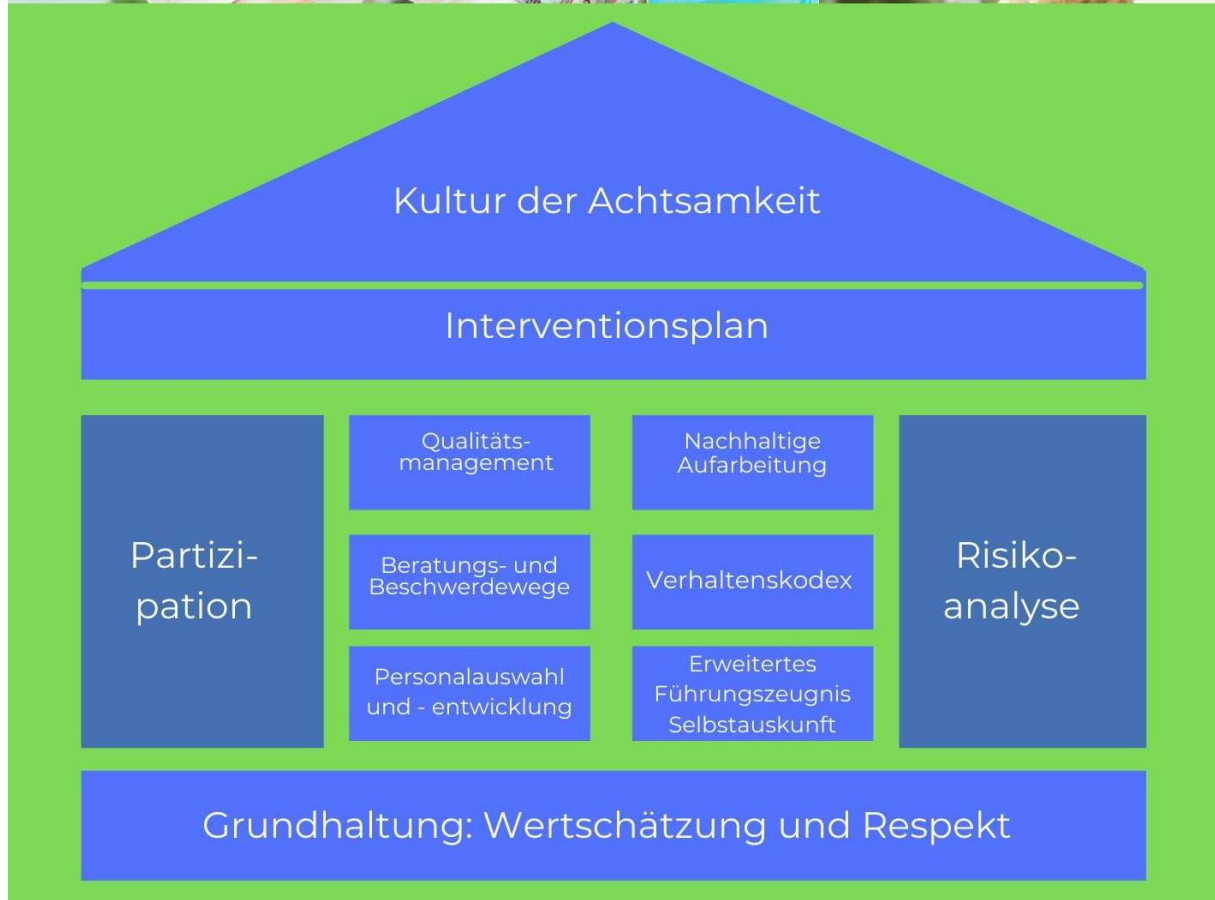 Kultur der Achtsamkeit
Interventionsplan
Partizi-
pation
Qualitäts-
management
Nachhaltige
Aufarbeitung
Beratungs- und
Beschwerdewege
Verhaltenskodex
Personalauswahl
und - entwicklung
Erweitertes
Führungszeugnis
Selbstauskunft
Risiko-
analyse
Grundhaltung: Wertschätzung und Respekt